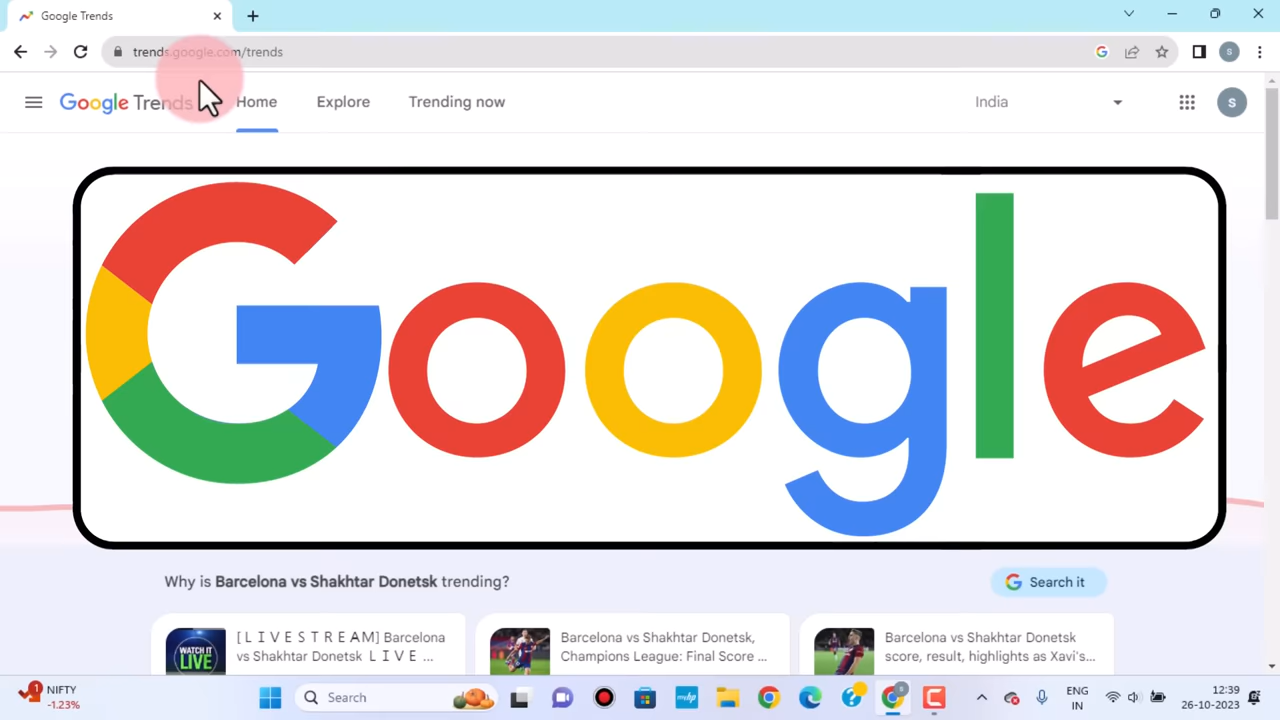 Google Trends
trends.google.com/trends
S
Google Trends
Home
Explore
Trending now
India
S
Google
Why is Barcelona vs Shakhtar Donetsk trending?
Search it
WATCH IT
LIVE
[ L I V E S T R E A M ] Barcelona
vs Shakhtar Donetsk  L I V E ...
Barcelona vs Shakhtar Donetsk,
Champions League: Final Score ...
Barcelona vs Shakhtar Donetsk
score, result, highlights as Xavi's...
1
NIFTY
-1.23%
Search
myhp
S
ENG
IN
12:39
26-10-2023